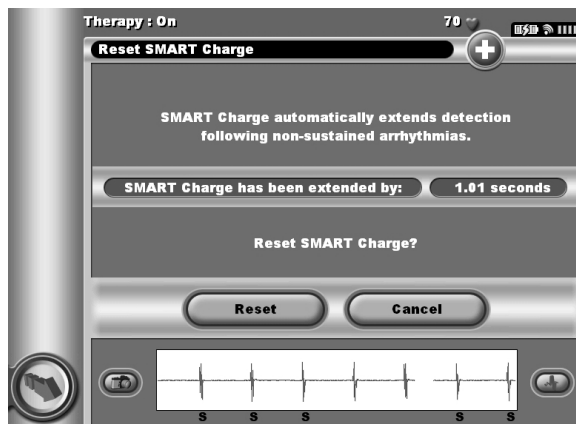 Therapy : On
70
Reset SMART Charge
SMART Charge automatically extends detection
following non-sustained arrhythmias.
SMART Charge has been extended by:
1.01 seconds
Reset SMART Charge?
Reset
Cancel
S S S S S